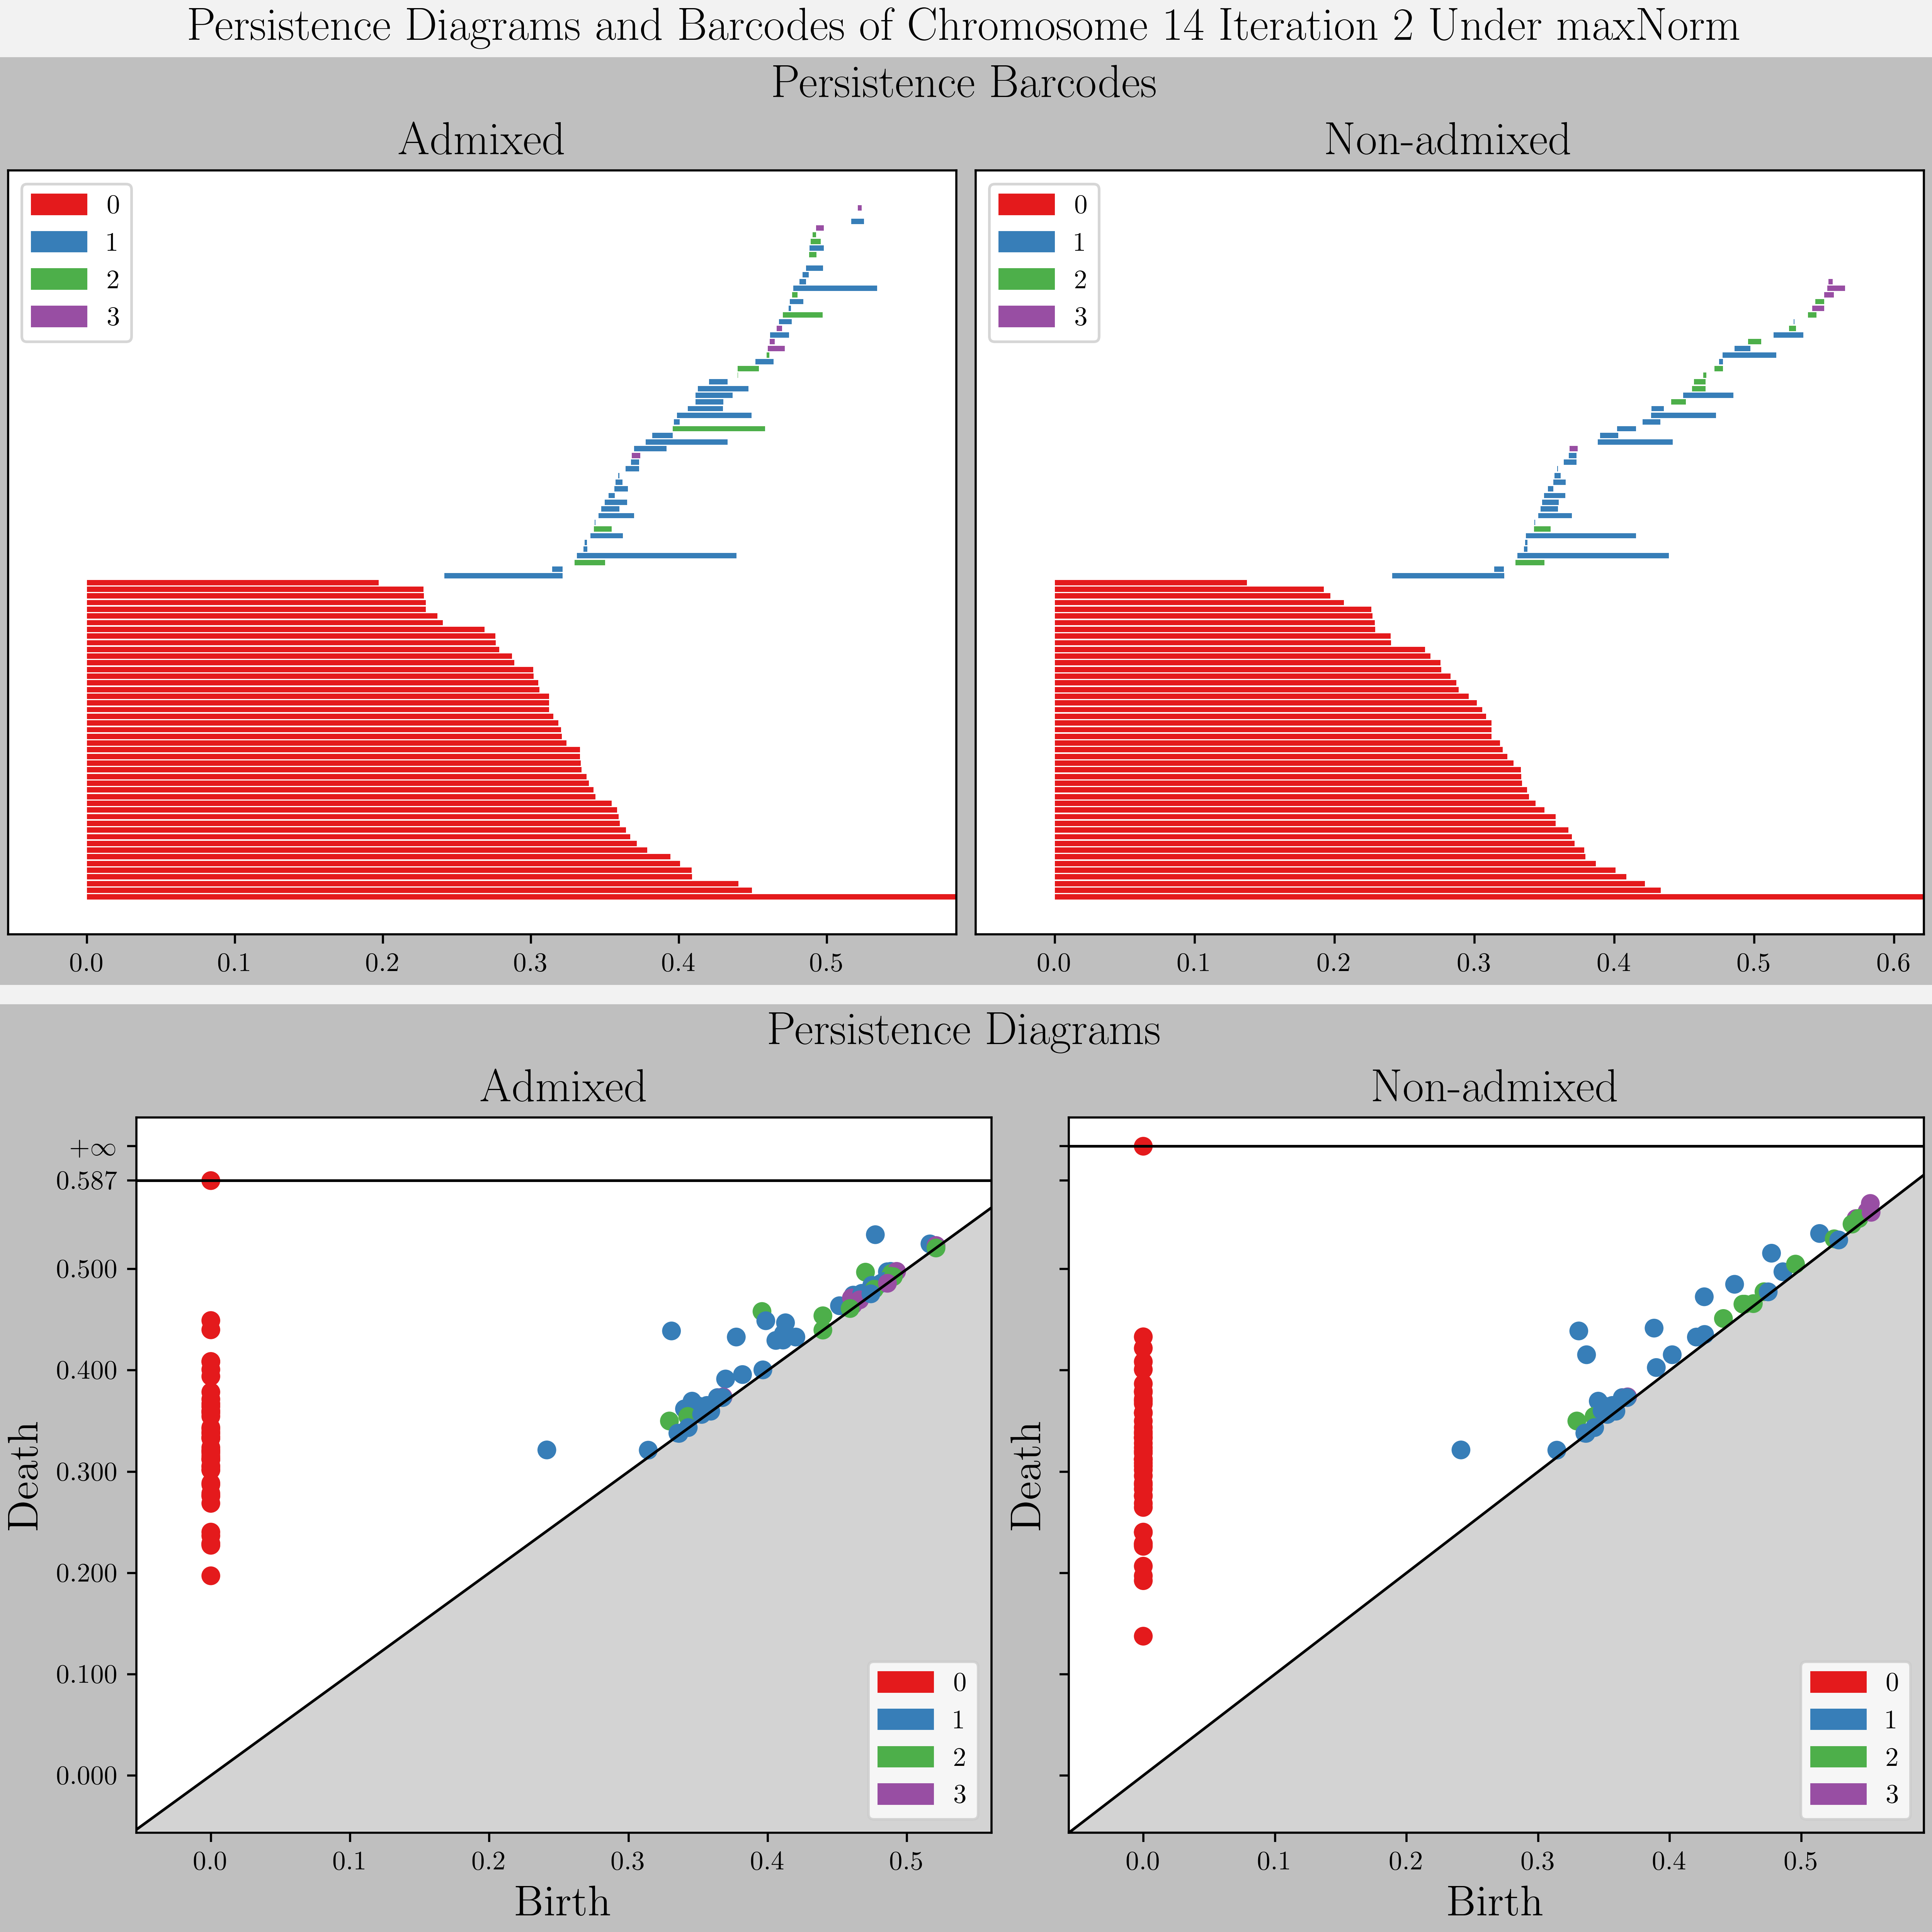 Persistence Diagrams and Barcodes of Chromosome 14 Iteration 2 Under maxNorm
Persistence Barcodes
Admixed
0
1
2
3
0.0 0.1 0.2 0.3 0.4 0.5
Non-admixed
0
1
2
3
0.0 0.1 0.2 0.3 0.4 0.5 0.6
Persistence Diagrams
Admixed
Death
+∞
0.587
0.500
0.400
0.300
0.200
0.100
0.000
0
1
2
3
0.0 0.1 0.2 0.3 0.4 0.5
Birth
Non-admixed
Death
0
1
2
3
0.0 0.1 0.2 0.3 0.4 0.5
Birth